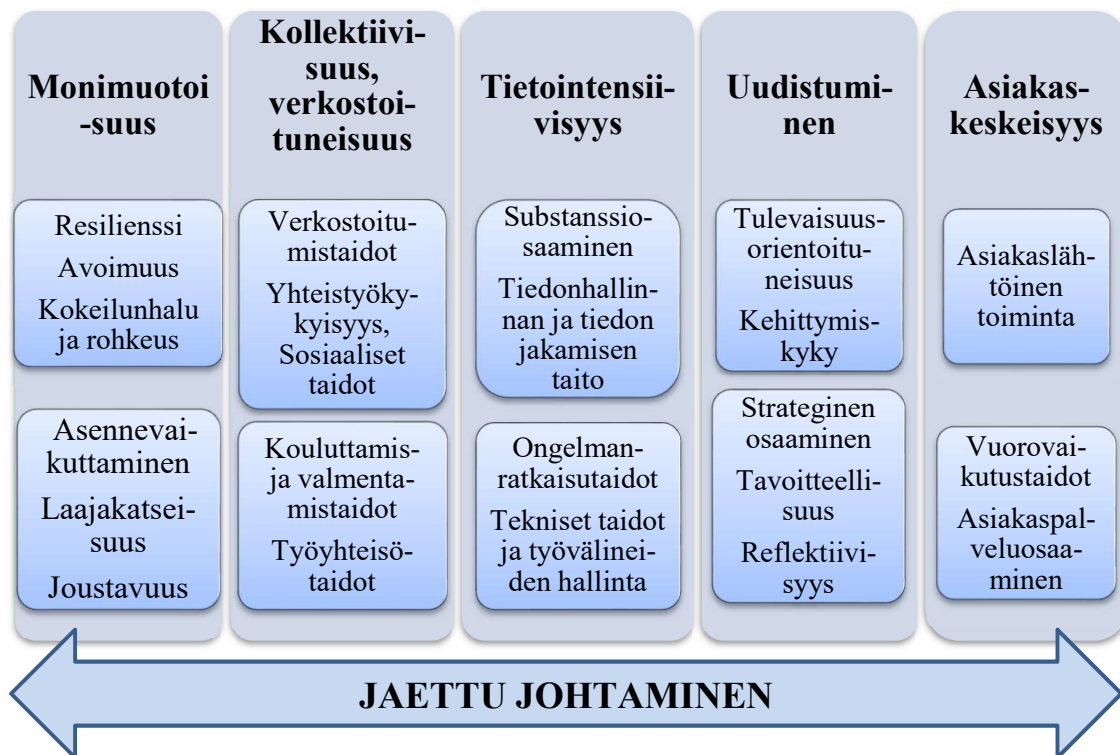 Monimuotoi
-suus
Resilienssi
Avoimuus
Kokeilunhalu
ja rohkeus
Asennevai-
kuttaminen
Laajakatsei-
suus
Joustavuus
Kollektiivi-
suus,
verkostoi-
tuneisuus
Verkostoitu-
mistaidot
Yhteistyöky-
kyisyys,
Sosiaaliset
taidot
Kouluttamis-
ja valmenta-
mistaidot
Työyhteisö-
taidot
Tietointensii-
visyys
Substanssio-
saaminen
Tiedonhallin-
nan ja tiedon
jakamisen
taito
Ongelman-
ratkaisutaidot
Tekniset taidot
ja työvälinei-
den hallinta
Uudistumi-
nen
Tulevaisuus-
orientoitu-
neisuus
Kehittymis-
kyky
Strateginen
osaaminen
Tavoitteelli-
suus
Reflektiivi-
syys
Asiakas-
keskeisyys
Asiakasläh-
töinen
toiminta
Vuorovai-
kutustaidot
Asiakaspal-
veluosaa-
minen
JAETTU JOHTAMINEN